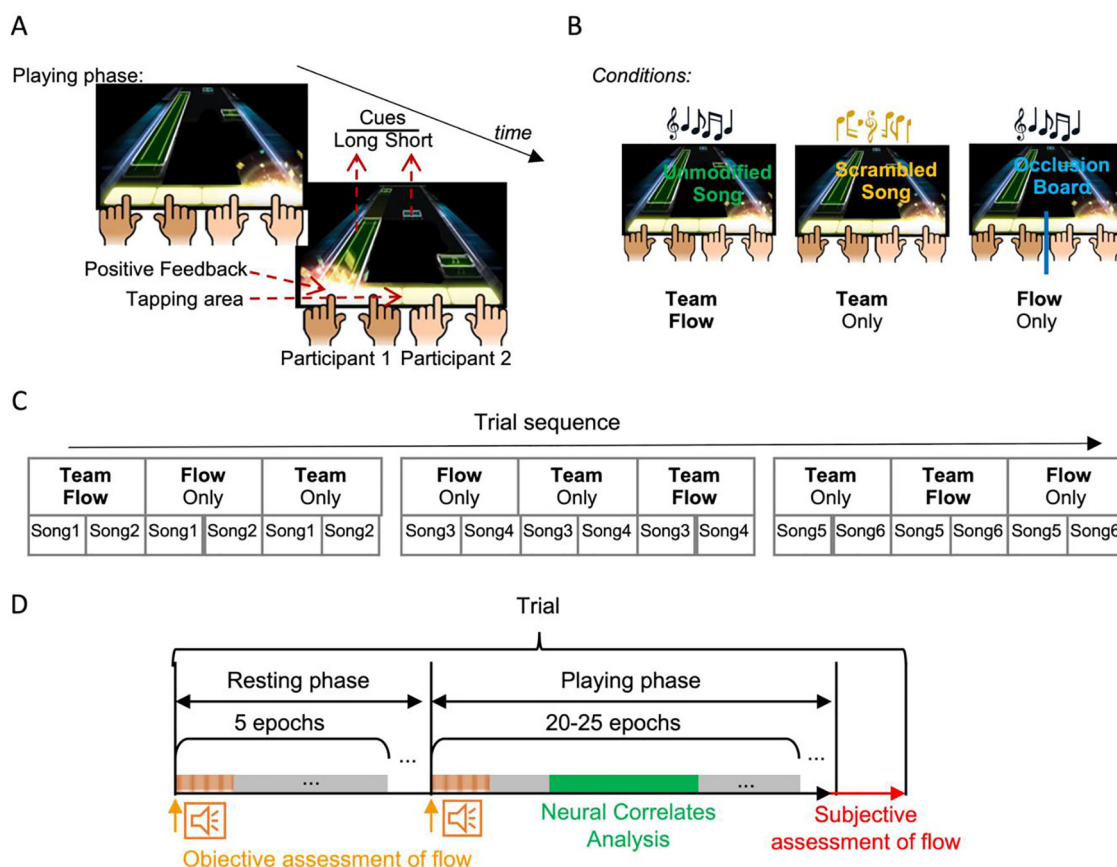 A
Playing phase:
Cues
Long Short
time
Positive Feedback
Tapping area
Participant 1 Participant 2
B
Conditions:
Unmodified
Song
Scrambled
Song
Occlusion
Board
Team
Flow
Team
Only
Flow
Only
C
Trial sequence
Team
Flow
Flow
Only
Team
Only
Flow
Only
Team
Only
Team
Flow
Team
Only
Team
Flow
Flow
Only
Song1 Song2 Song1 Song2 Song1 Song2 Song3 Song4 Song3 Song4 Song3 Song4 Song5 Song6 Song5 Song6 Song5 Song6
D
Trial
Resting phase Playing phase
5 epochs 20-25 epochs
... ...
... ...
Neural Correlates
Analysis
Subjective
assessment of flow
Objective assessment of flow